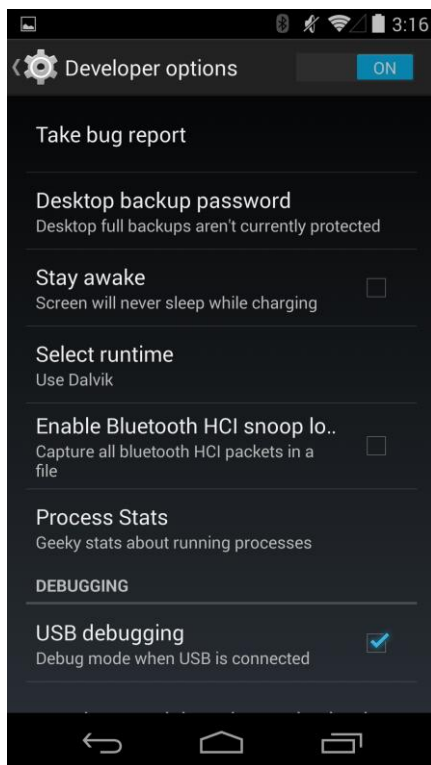 3:16
Developer options
ON
Take bug report
Desktop backup password
Desktop full backups aren't currently protected
Stay awake
Screen will never sleep while charging
Select runtime
Use Dalvik
Enable Bluetooth HCI snoop lo..
Capture all bluetooth HCI packets in a
file
Process Stats
Geeky stats about running processes
DEBUGGING
USB debugging
Debug mode when USB is connected